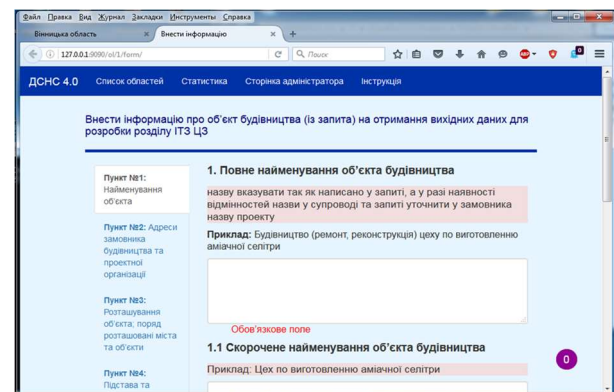 Файл Правка Вид Журнал Закладки Инструменты Справка
Вінницька область × Внести інформацію × +
127.0.0.1:9090/ol/1/form/ Поиск ABP 0
ДСНС 4.0 Список областей Статистика Сторінка адміністратора Інструкція
Внести інформацію про об'єкт будівництва (із запита) на отримання вихідних даних для
розробки розділу ІТЗ ЦЗ
Пункт №1:
Найменування
об'єкта
Пункт №2: Адреси
замовника
будівництва та
проектної
організації
Пункт №3:
Розташування
об'єкта; поряд
розташовані міста
та об'єкти
Пункт №4:
Підстава та
1. Повне найменування об'єкта будівництва
назву вказувати так як написано у запиті, а у разі наявності
відмінностей назви у супроводі та запиті уточнити у замовника
назву проекту
Приклад: Будівництво (ремонт, реконструкція) цеху по виготовленню
аміачної селітри
Обов'язкове поле
1.1 Скорочене найменування об'єкта будівництва
Приклад: Цех по виготовленню аміачної селітри
0